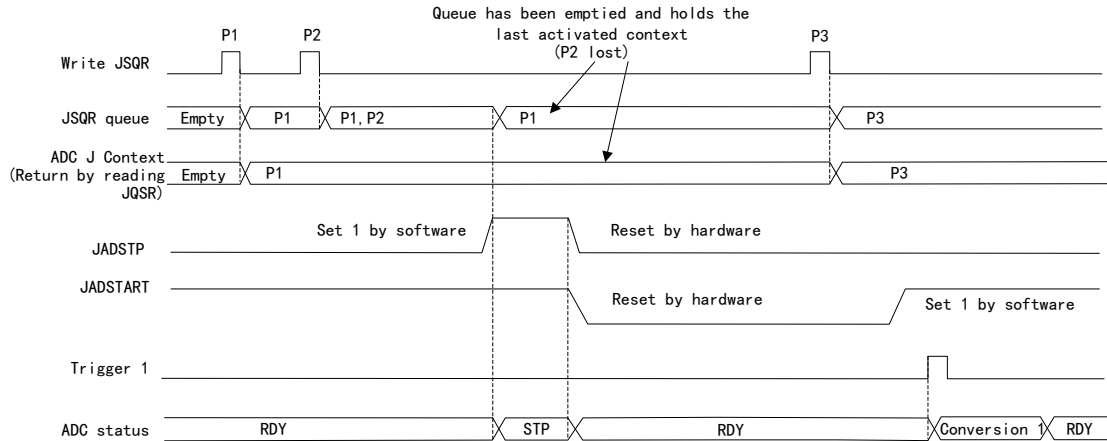 Queue has been emptied and holds the
last activated context
(P2 lost)
P1
P2
P3
Write JSQR
JSQR queue
Empty
P1
P1, P2
P1
P3
ADC J Context
(Return by reading
JQSR)
Empty
P1
P3
Set 1 by software
Reset by hardware
JADSTP
JADSTART
Reset by hardware
Set 1 by software
Trigger 1
ADC status
RDY
STP
RDY
Conversion 1
RDY